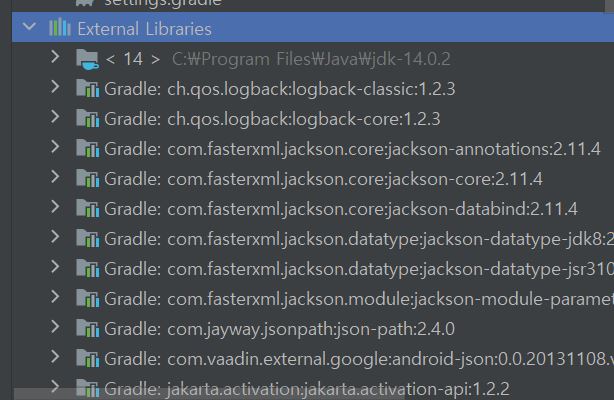 settings.gradle
External Libraries
< 14 > C:₩Program Files₩Java₩jdk-14.0.2
Gradle: ch.qos.logback:logback-classic:1.2.3
Gradle: ch.qos.logback:logback-core:1.2.3
Gradle: com.fasterxml.jackson.core:jackson-annotations:2.11.4
Gradle: com.fasterxml.jackson.core:jackson-core:2.11.4
Gradle: com.fasterxml.jackson.core:jackson-databind:2.11.4
Gradle: com.fasterxml.jackson.datatype:jackson-datatype-jdk8:2
Gradle: com.fasterxml.jackson.datatype:jackson-datatype-jsr310
Gradle: com.fasterxml.jackson.module:jackson-module-paramet
Gradle: com.jayway.jsonpath:json-path:2.4.0
Gradle: com.vaadin.external.google:android-json:0.0.20131108.v
Gradle: jakarta.activation:jakarta.activation-api:1.2.2